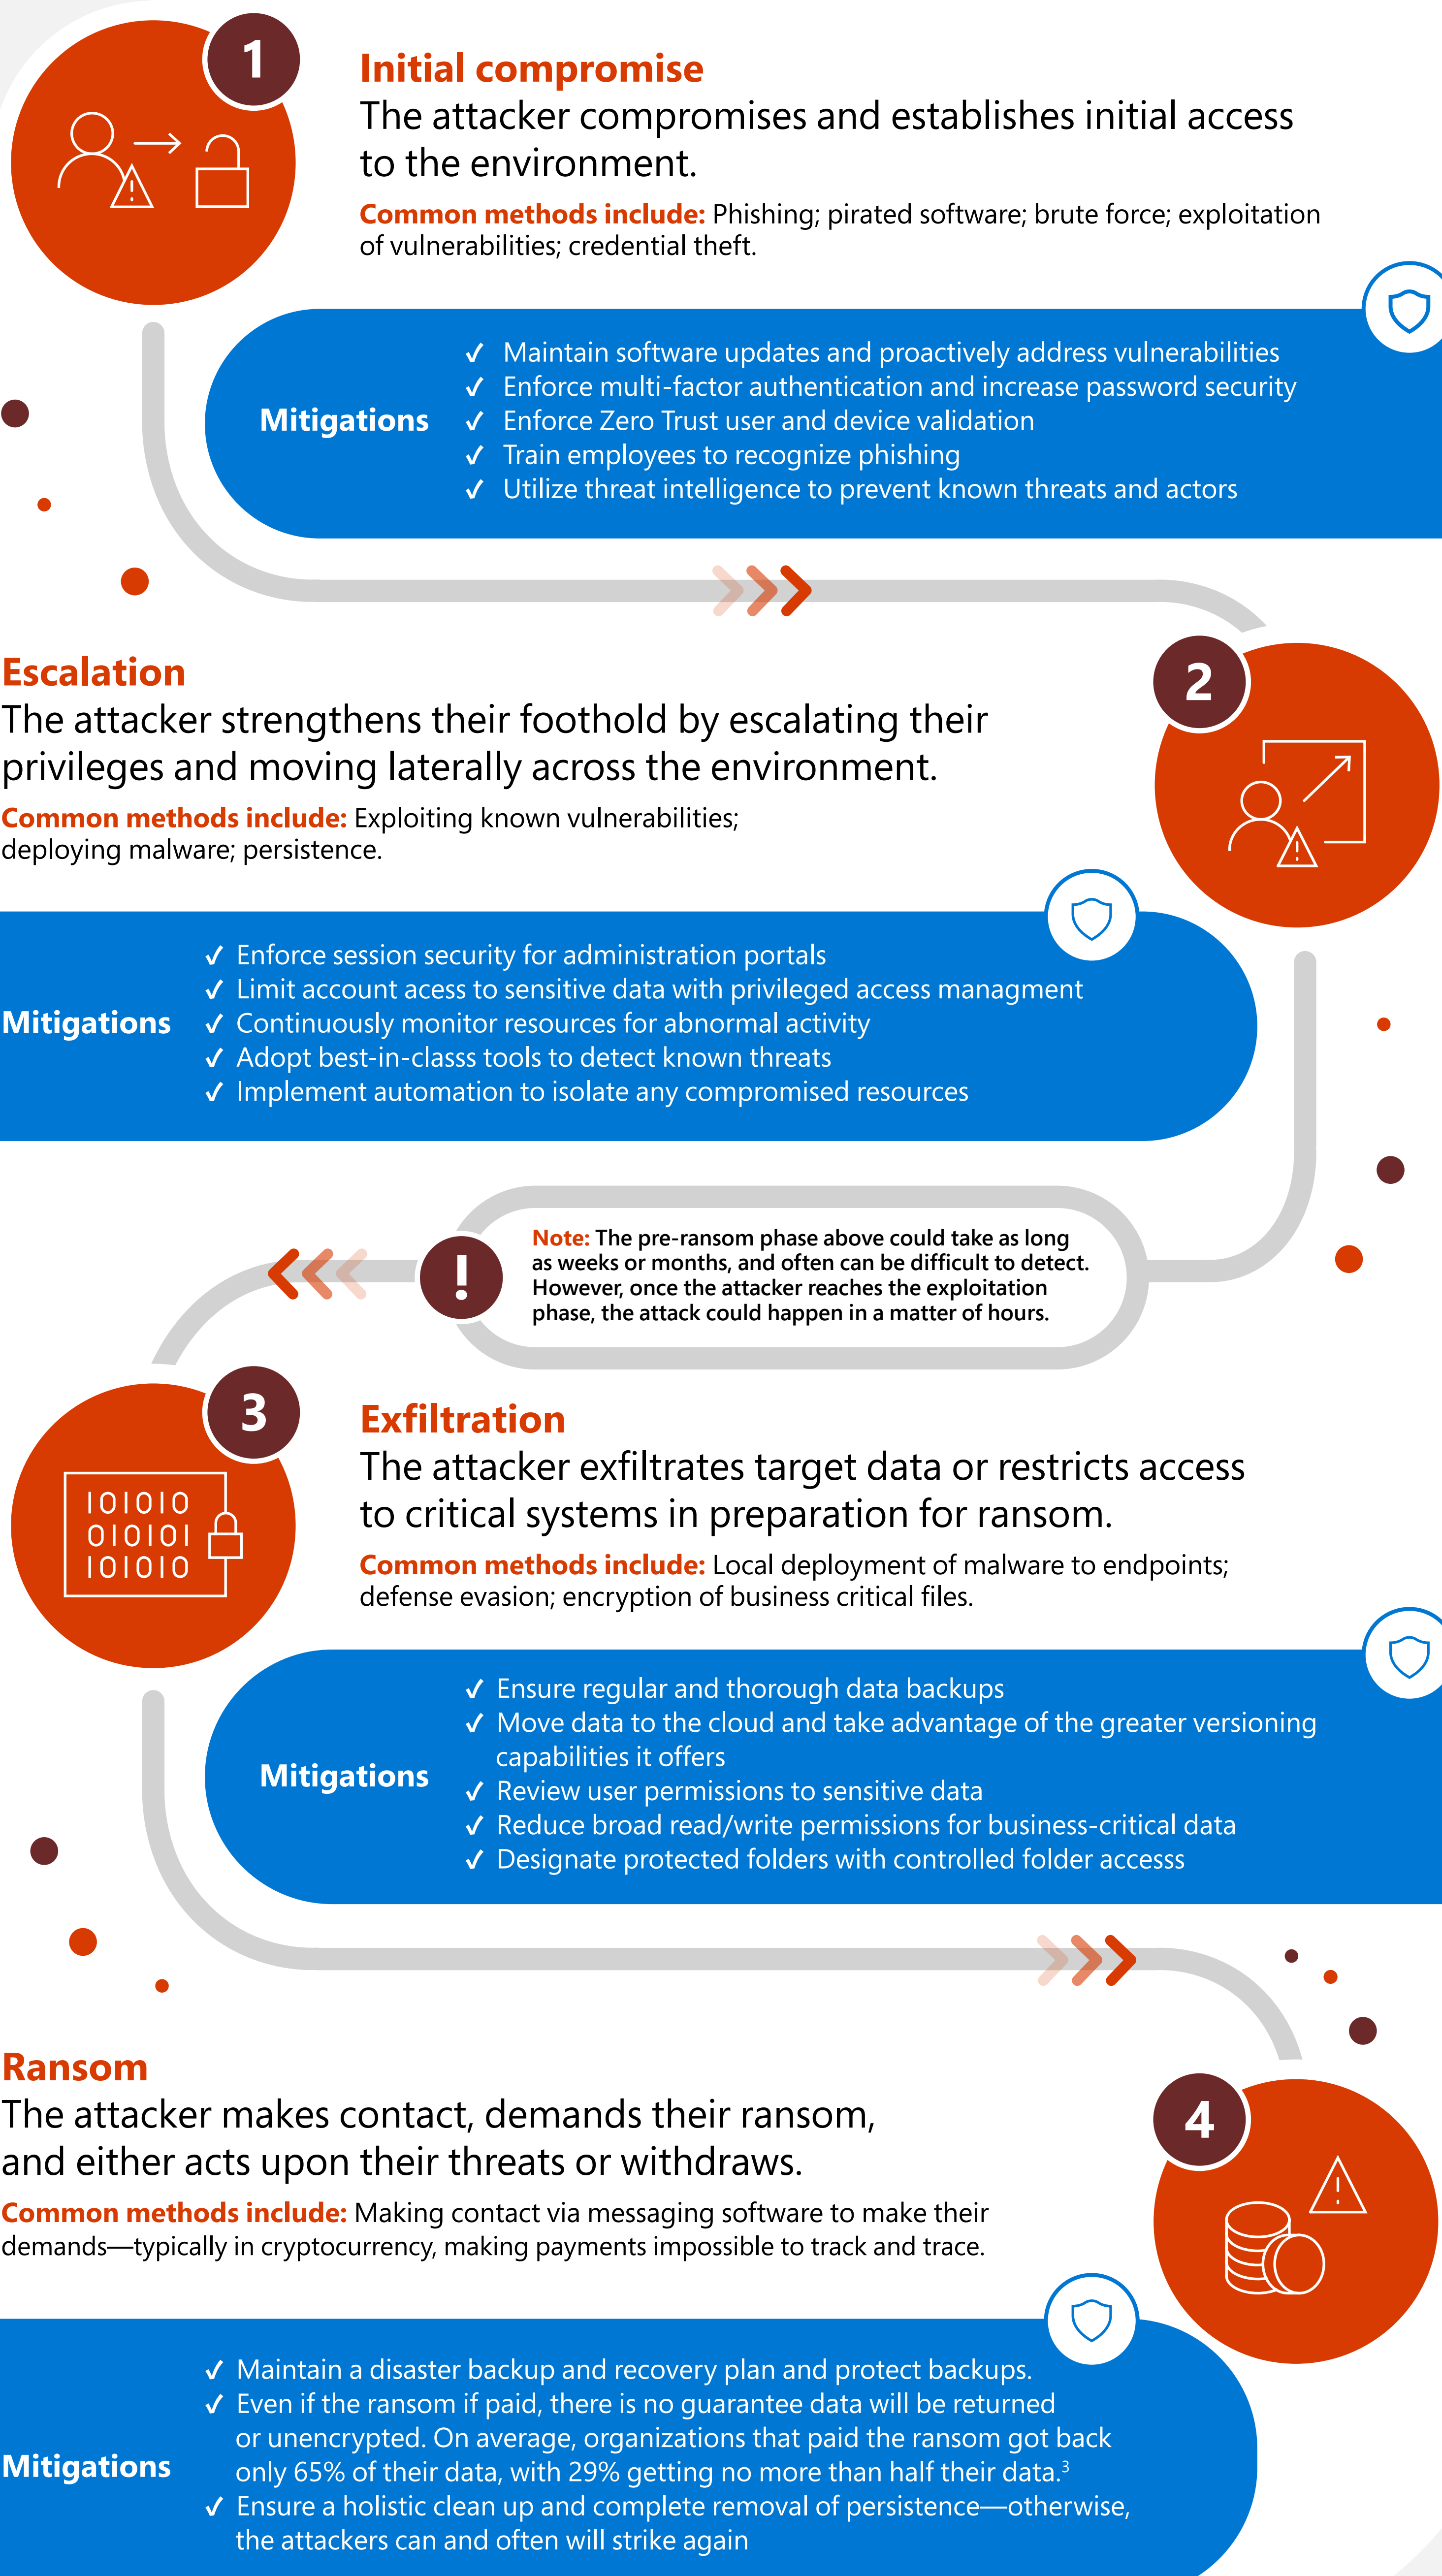 1
Initial compromise
The attacker compromises and establishes initial access
to the environment.
Common methods include: Phishing; pirated software; brute force; exploitation
of vulnerabilities; credential theft.
Mitigations
✓ Maintain software updates and proactively address vulnerabilities
✓ Enforce multi-factor authentication and increase password security
✓ Enforce Zero Trust user and device validation
✓ Train employees to recognize phishing
✓ Utilize threat intelligence to prevent known threats and actors
2
Escalation
The attacker strengthens their foothold by escalating their
privileges and moving laterally across the environment.
Common methods include: Exploiting known vulnerabilities;
deploying malware; persistence.
Mitigations
✓ Enforce session security for administration portals
✓ Limit account acess to sensitive data with privileged access managment
✓ Continuously monitor resources for abnormal activity
✓ Adopt best-in-classs tools to detect known threats
✓ Implement automation to isolate any compromised resources
!
Note: The pre-ransom phase above could take as long
as weeks or months, and often can be difficult to detect.
However, once the attacker reaches the exploitation
phase, the attack could happen in a matter of hours.
3
101010
010101
101010
Exfiltration
The attacker exfiltrates target data or restricts access
to critical systems in preparation for ransom.
Common methods include: Local deployment of malware to endpoints;
defense evasion; encryption of business critical files.
Mitigations
✓ Ensure regular and thorough data backups
✓ Move data to the cloud and take advantage of the greater versioning
capabilities it offers
✓ Review user permissions to sensitive data
✓ Reduce broad read/write permissions for business-critical data
✓ Designate protected folders with controlled folder accesss
4
Ransom
The attacker makes contact, demands their ransom,
and either acts upon their threats or withdraws.
Common methods include: Making contact via messaging software to make their
demands—typically in cryptocurrency, making payments impossible to track and trace.
Mitigations
✓ Maintain a disaster backup and recovery plan and protect backups.
✓ Even if the ransom if paid, there is no guarantee data will be returned
or unencrypted. On average, organizations that paid the ransom got back
only 65% of their data, with 29% getting no more than half their data.³
✓ Ensure a holistic clean up and complete removal of persistence—otherwise,
the attackers can and often will strike again